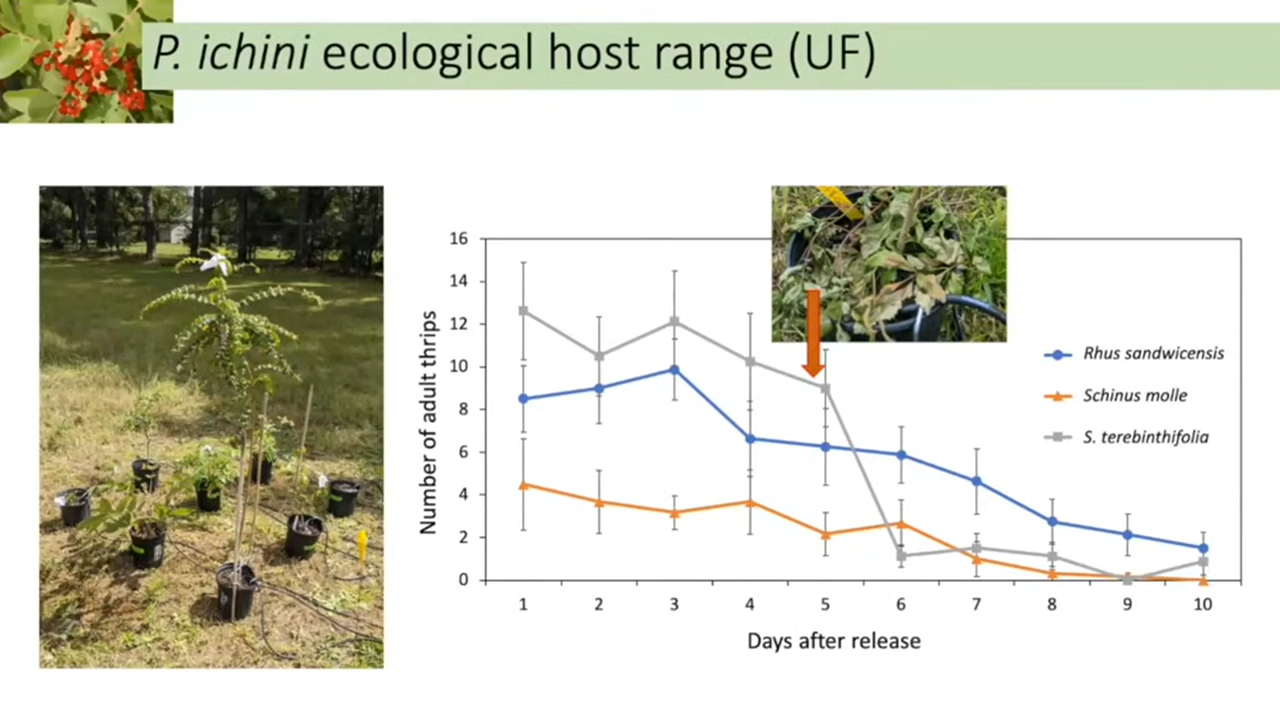 P. ichini ecological host range (UF)
16
14
12
10
8
6
4
2
0
Number of adult thrips
1 2 3 4 5 6 7 8 9 10
Days after release
Rhus sandwicensis
Schinus molle
S. terebinthifolia